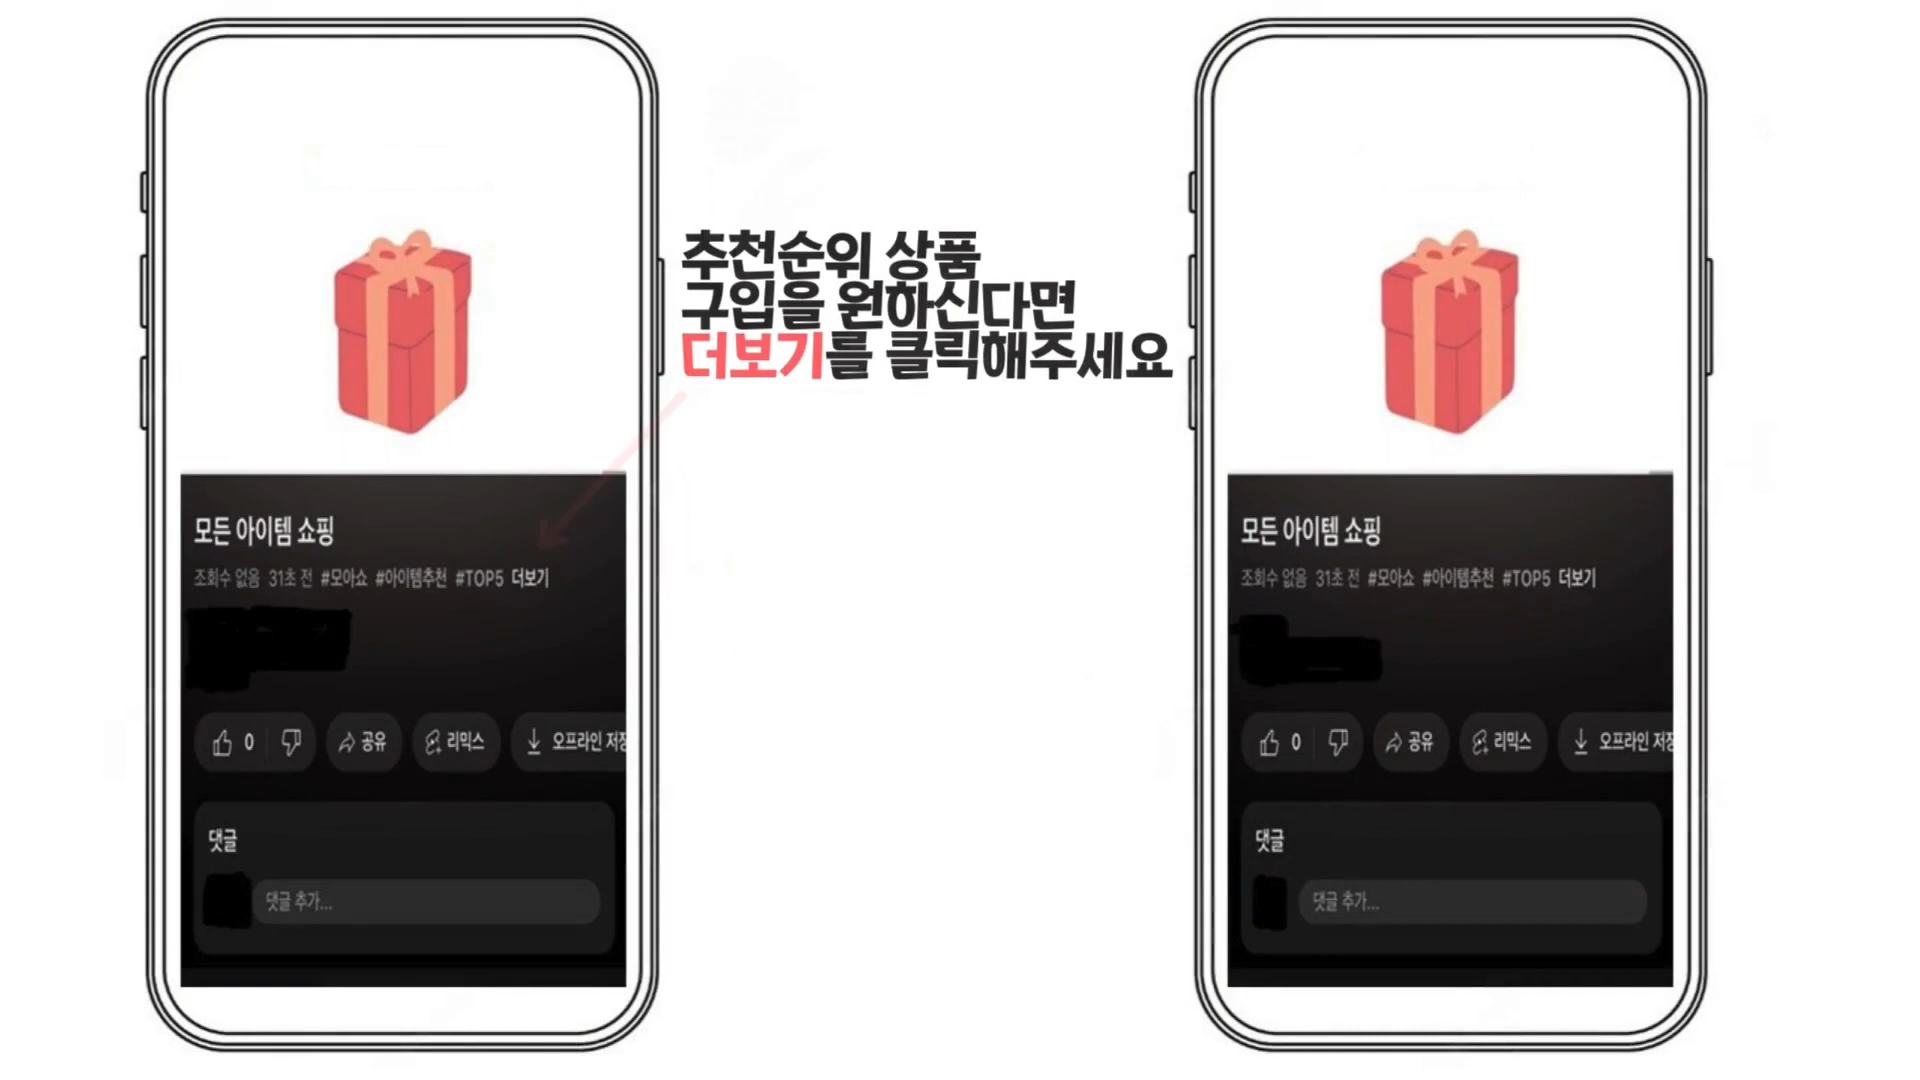 추천순위 상품
구입을 원하신다면
더보기를 클릭해주세요
모든 아이템 쇼핑
조회수 없음 31초 전 #모아쇼 #아이템추천 #TOP5 더보기
0 공유 리믹스 오프라인 저장
댓글
댓글 추가...
모든 아이템 쇼핑
조회수 없음 31초 전 #모아쇼 #아이템추천 #TOP5 더보기
0 공유 리믹스 오프라인 저장
댓글
댓글 추가...